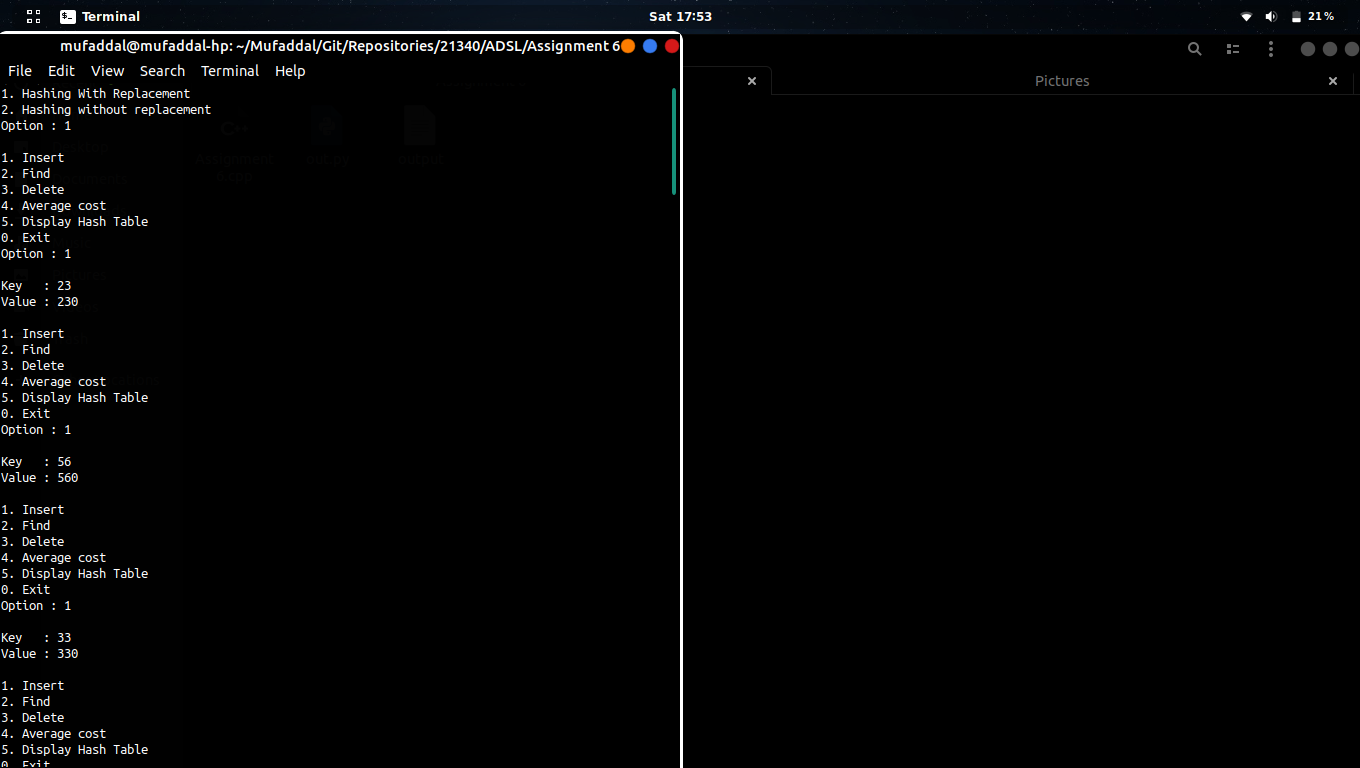 Terminal
Sat 17:53
21%
mufaddal@mufaddal-hp: ~/Mufaddal/Git/Repositories/21340/ADSL/Assignment 6
File Edit View Search Terminal Help
Pictures
1. Hashing With Replacement
2. Hashing without replacement
Option : 1
1. Insert
2. Find
3. Delete
4. Average cost
5. Display Hash Table
0. Exit
Option : 1
Key   : 23
Value : 230
1. Insert
2. Find
3. Delete
4. Average cost
5. Display Hash Table
0. Exit
Option : 1
Key   : 56
Value : 560
1. Insert
2. Find
3. Delete
4. Average cost
5. Display Hash Table
0. Exit
Option : 1
Key   : 33
Value : 330
1. Insert
2. Find
3. Delete
4. Average cost
5. Display Hash Table
0. Exit